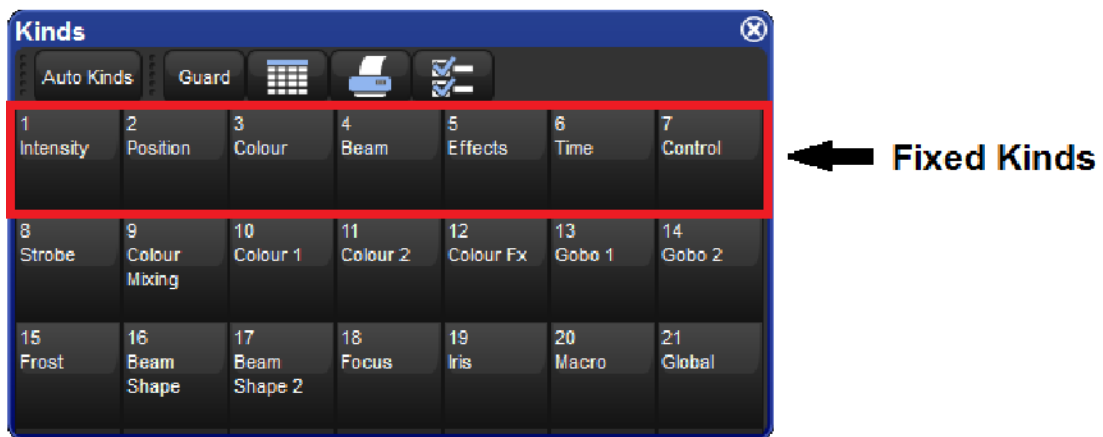 Kinds
Auto Kinds Guard
1 2 3 4 5 6 7
Intensity Position Colour Beam Effects Time Control
Fixed Kinds
8 9 10 11 12 13 14
Strobe Colour Colour 1 Colour 2 Colour Fx Gobo 1 Gobo 2
Mixing
15 16 17 18 19 20 21
Frost Beam Beam Focus Iris Macro Global
Shape Shape 2